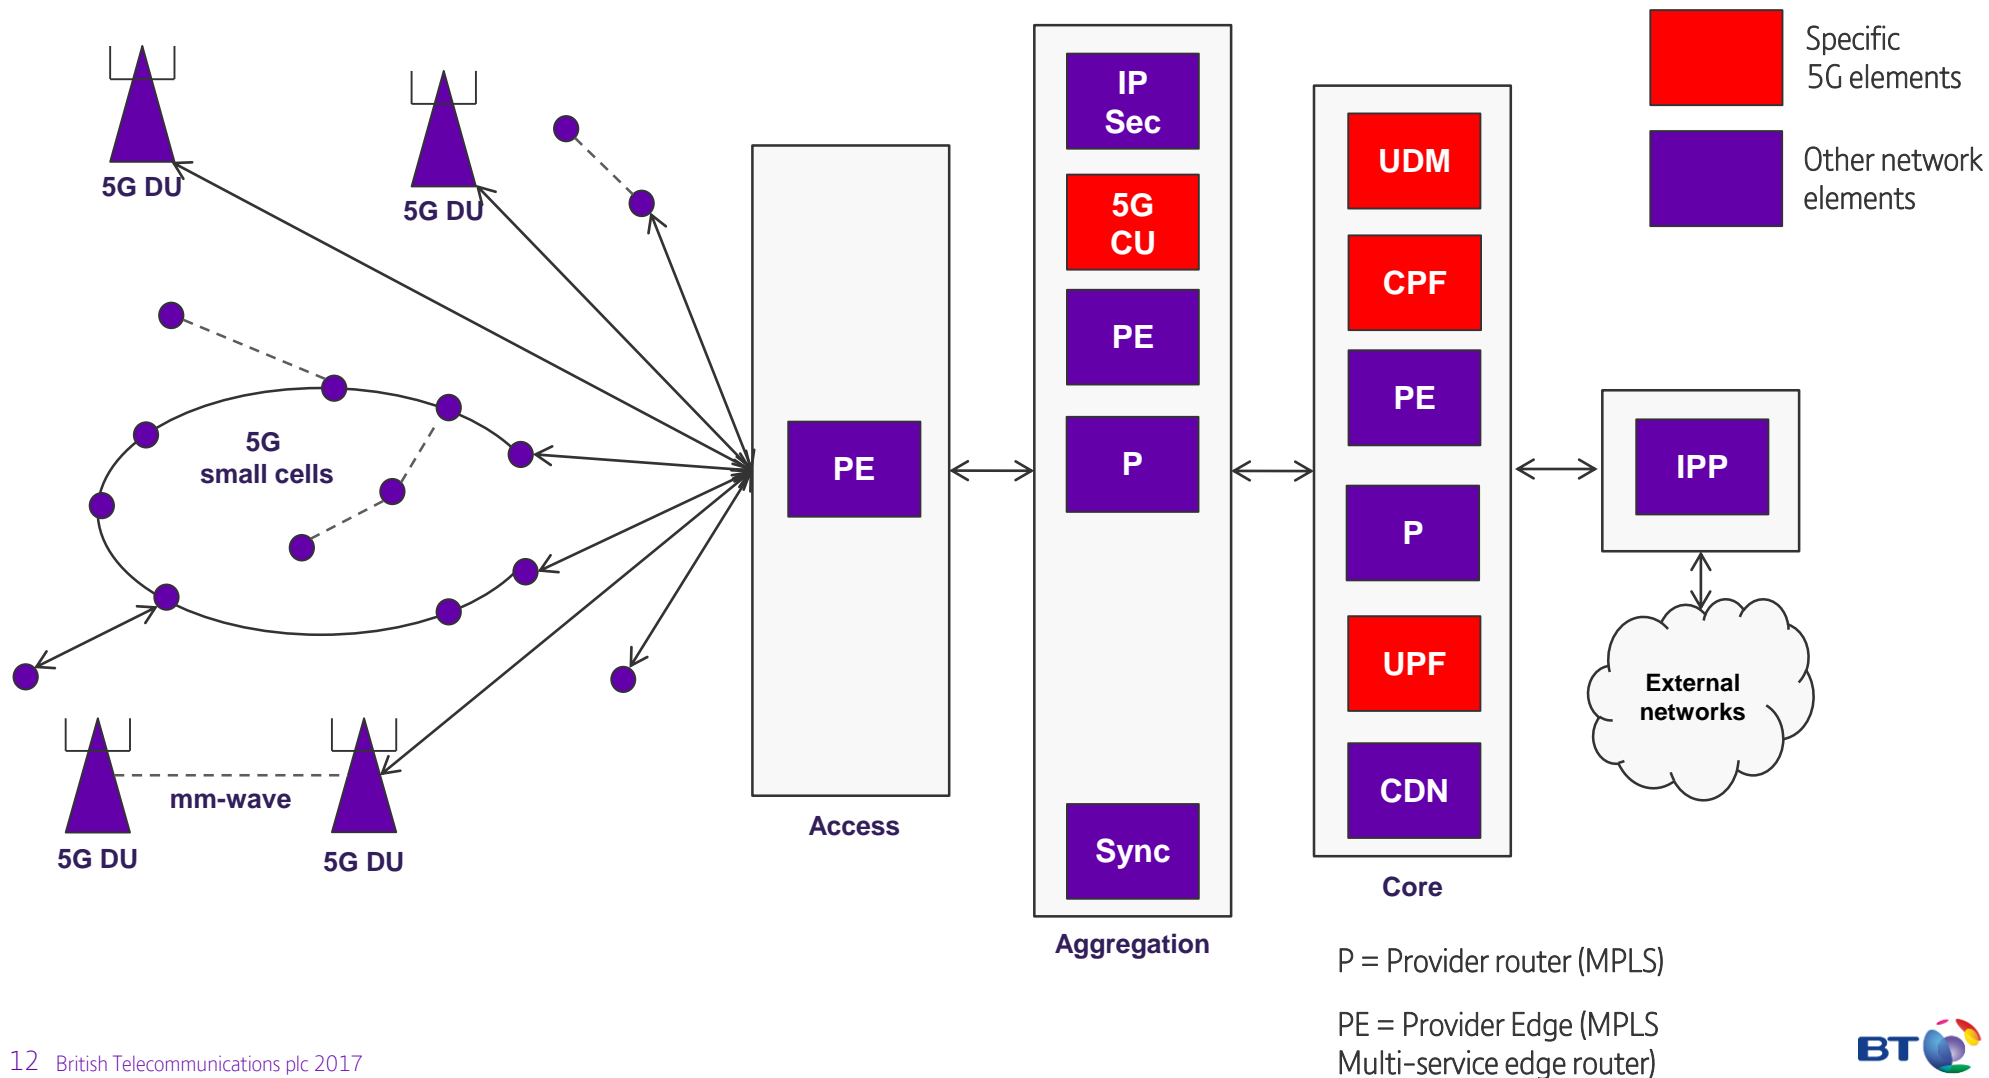 5G DU
5G DU
5G
small cells
mm-wave
5G DU
5G DU
PE
Access
IP
Sec
5G
CU
PE
P
Sync
Aggregation
UDM
CPF
PE
P
UPF
CDN
Core
IPP
External
networks
Specific
5G elements
Other network
elements
P = Provider router (MPLS)
PE = Provider Edge (MPLS
Multi-service edge router)
12 British Telecommunications plc 2017
BT